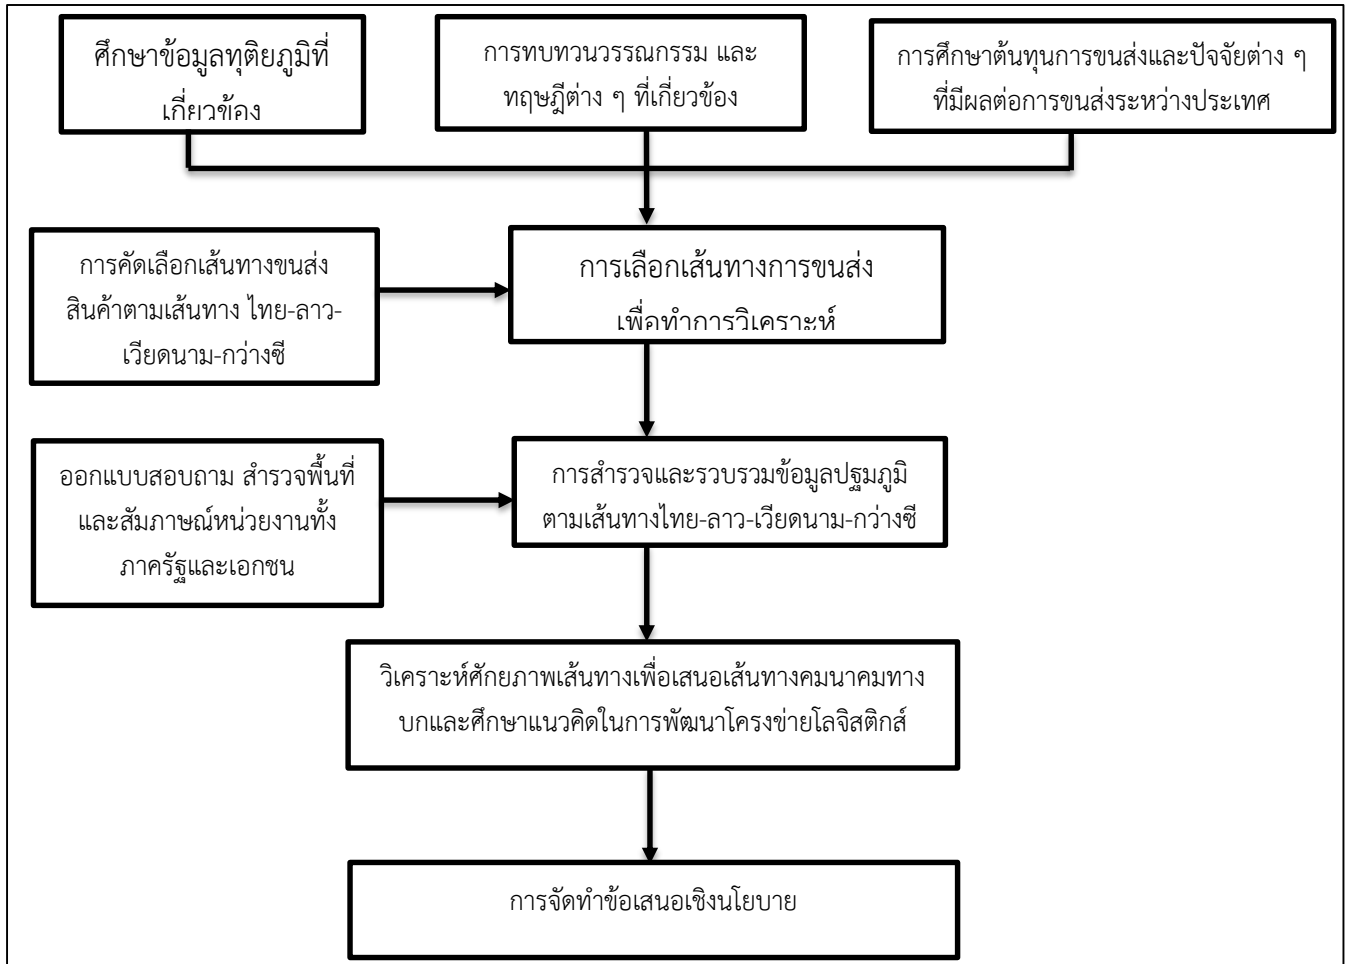 ศึกษาข้อมูลทุติยภูมิที่
เกี่ยวข้อง
การทบทวนวรรณกรรม และ
ทฤษฎีต่าง ๆ ที่เกี่ยวข้อง
การศึกษาต้นทุนการขนส่งและปัจจัยต่าง ๆ
ที่มีผลต่อการขนส่งระหว่างประเทศ
การคัดเลือกเส้นทางขนส่ง
สินค้าตามเส้นทาง ไทย-ลาว-
เวียดนาม-กว่างซี
การเลือกเส้นทางการขนส่ง
เพื่อทำการวิเคราะห์
ออกแบบสอบถาม สำรวจพื้นที่
และสัมภาษณ์หน่วยงานทั้ง
ภาครัฐและเอกชน
การสำรวจและรวบรวมข้อมูลปฐมภูมิ
ตามเส้นทางไทย-ลาว-เวียดนาม-กว่างซี
วิเคราะห์ศักยภาพเส้นทางเพื่อเสนอเส้นทางคมนาคมทาง
บกและศึกษาแนวคิดในการพัฒนาโครงข่ายโลจิสติกส์
การจัดทำข้อเสนอเชิงนโยบาย